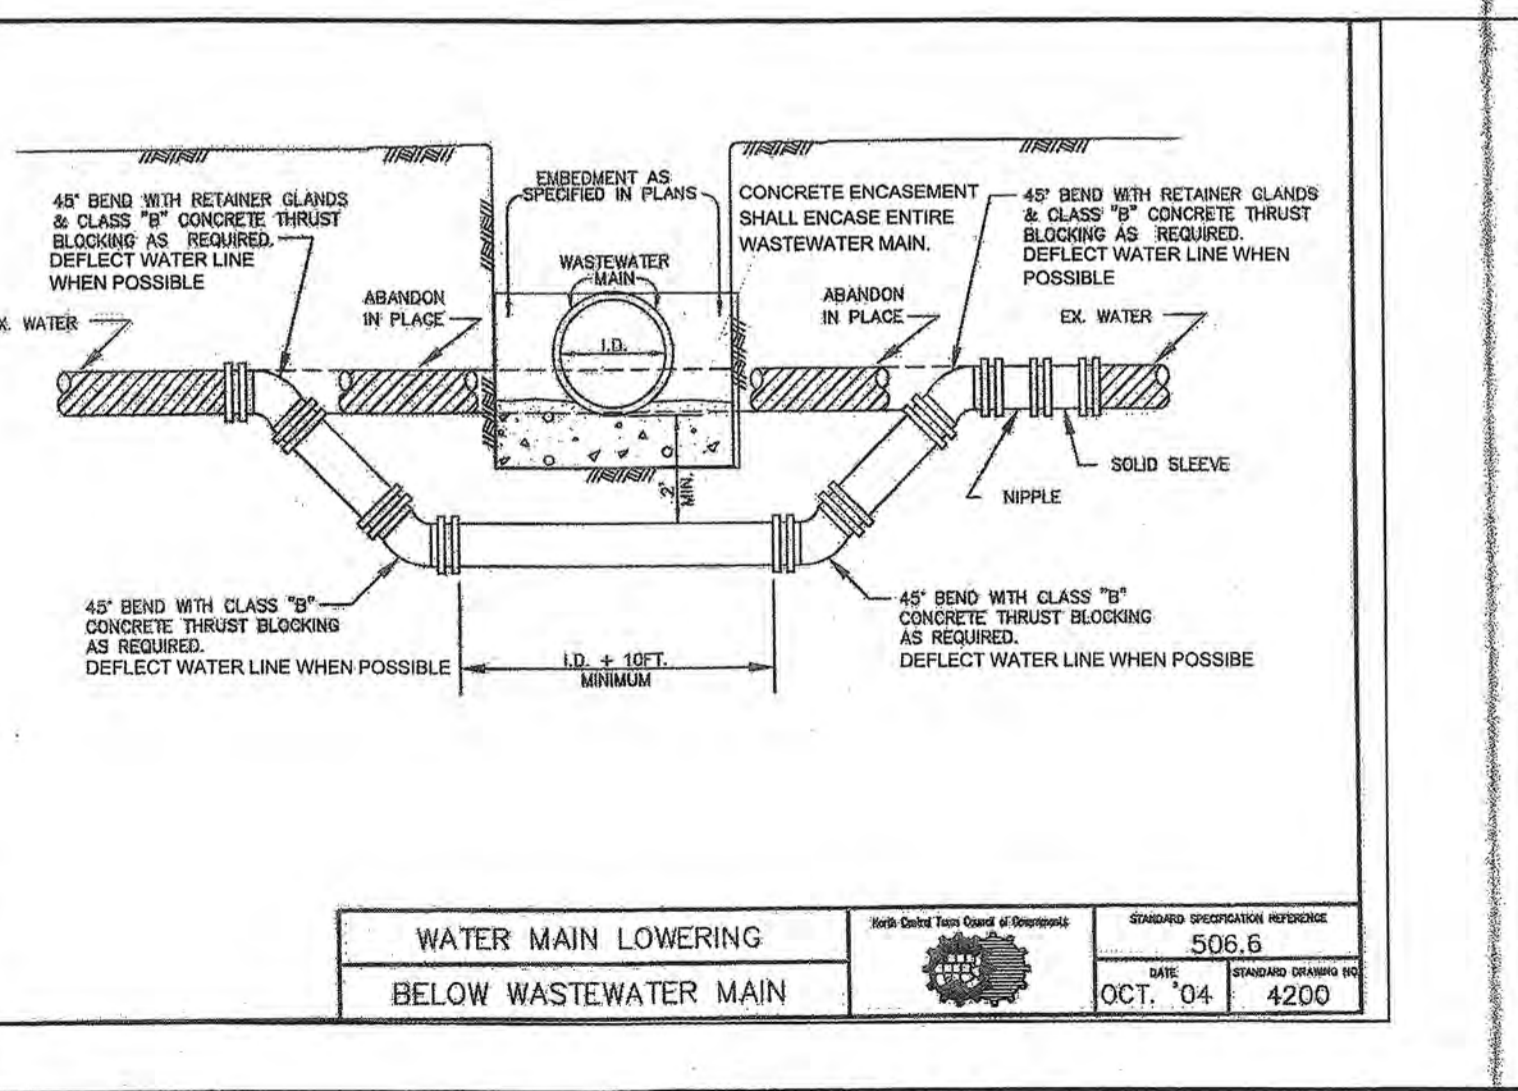 45° BEND WITH RETAINER GLANDS
& CLASS "B" CONCRETE THRUST
BLOCKING AS REQUIRED.
DEFLECT WATER LINE
WHEN POSSIBLE
EMBEDMENT AS
SPECIFIED IN PLANS
CONCRETE ENCASEMENT
SHALL ENCASE ENTIRE
WASTEWATER MAIN.
45° BEND WITH RETAINER GLANDS
& CLASS "B" CONCRETE THRUST
BLOCKING AS REQUIRED.
DEFLECT WATER LINE WHEN
POSSIBLE
WASTEWATER
MAIN
X. WATER
ABANDON
IN PLACE
ABANDON
IN PLACE
EX. WATER
I.D.
2'
MIN.
SOLID SLEEVE
NIPPLE
45° BEND WITH CLASS "B"
CONCRETE THRUST BLOCKING
AS REQUIRED.
DEFLECT WATER LINE WHEN POSSIBLE
I.D. + 10FT.
MINIMUM
45° BEND WITH CLASS "B"
CONCRETE THRUST BLOCKING
AS REQUIRED.
DEFLECT WATER LINE WHEN POSSIBE
WATER MAIN LOWERING
BELOW WASTEWATER MAIN
North Central Texas Council of Governments
STANDARD SPECIFICATION REFERENCE
506.6
DATE
OCT. '04
STANDARD DRAWING NO.
4200